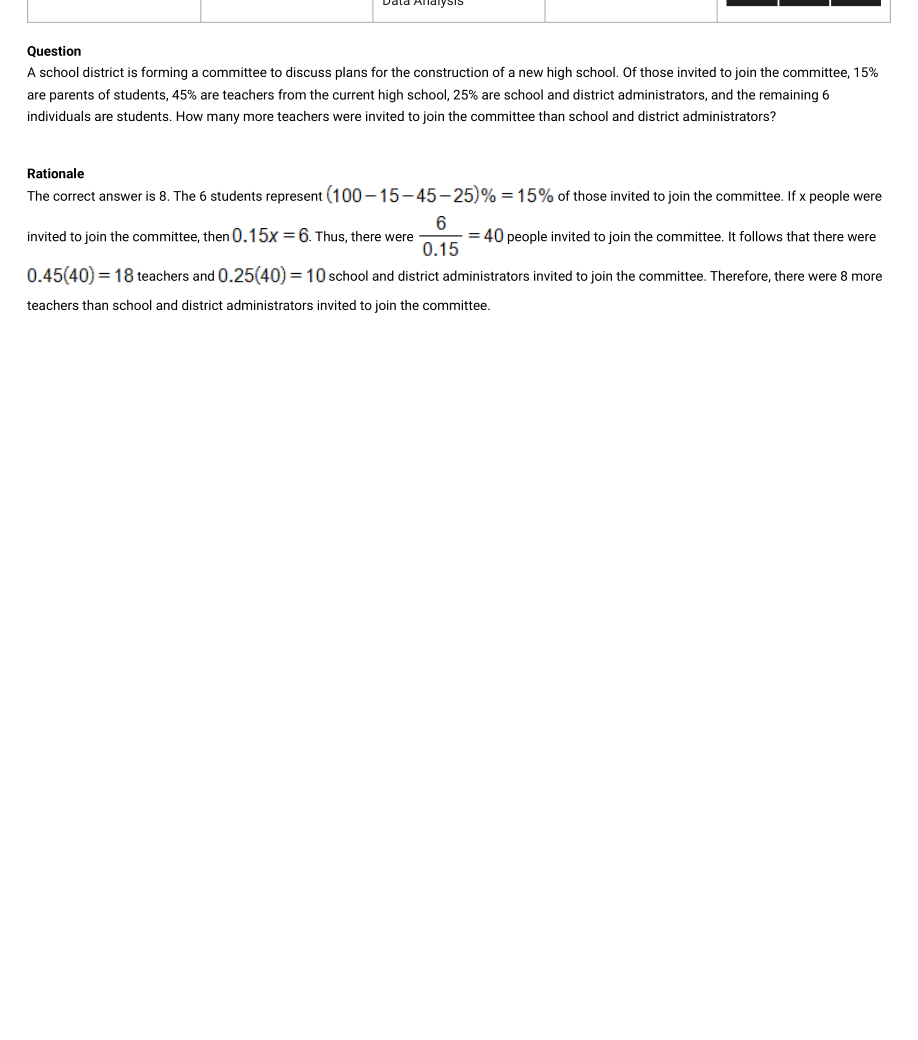 Data Analysis
Question
A school district is forming a committee to discuss plans for the construction of a new high school. Of those invited to join the committee, 15%
are parents of students, 45% are teachers from the current high school, 25% are school and district administrators, and the remaining 6
individuals are students. How many more teachers were invited to join the committee than school and district administrators?
Rationale
The correct answer is 8. The 6 students represent (100−15−45−25)% = 15% of those invited to join the committee. If x people were
invited to join the committee, then 0.15x = 6. Thus, there were 6/0.15 = 40 people invited to join the committee. It follows that there were
0.45(40) = 18 teachers and 0.25(40) = 10 school and district administrators invited to join the committee. Therefore, there were 8 more
teachers than school and district administrators invited to join the committee.